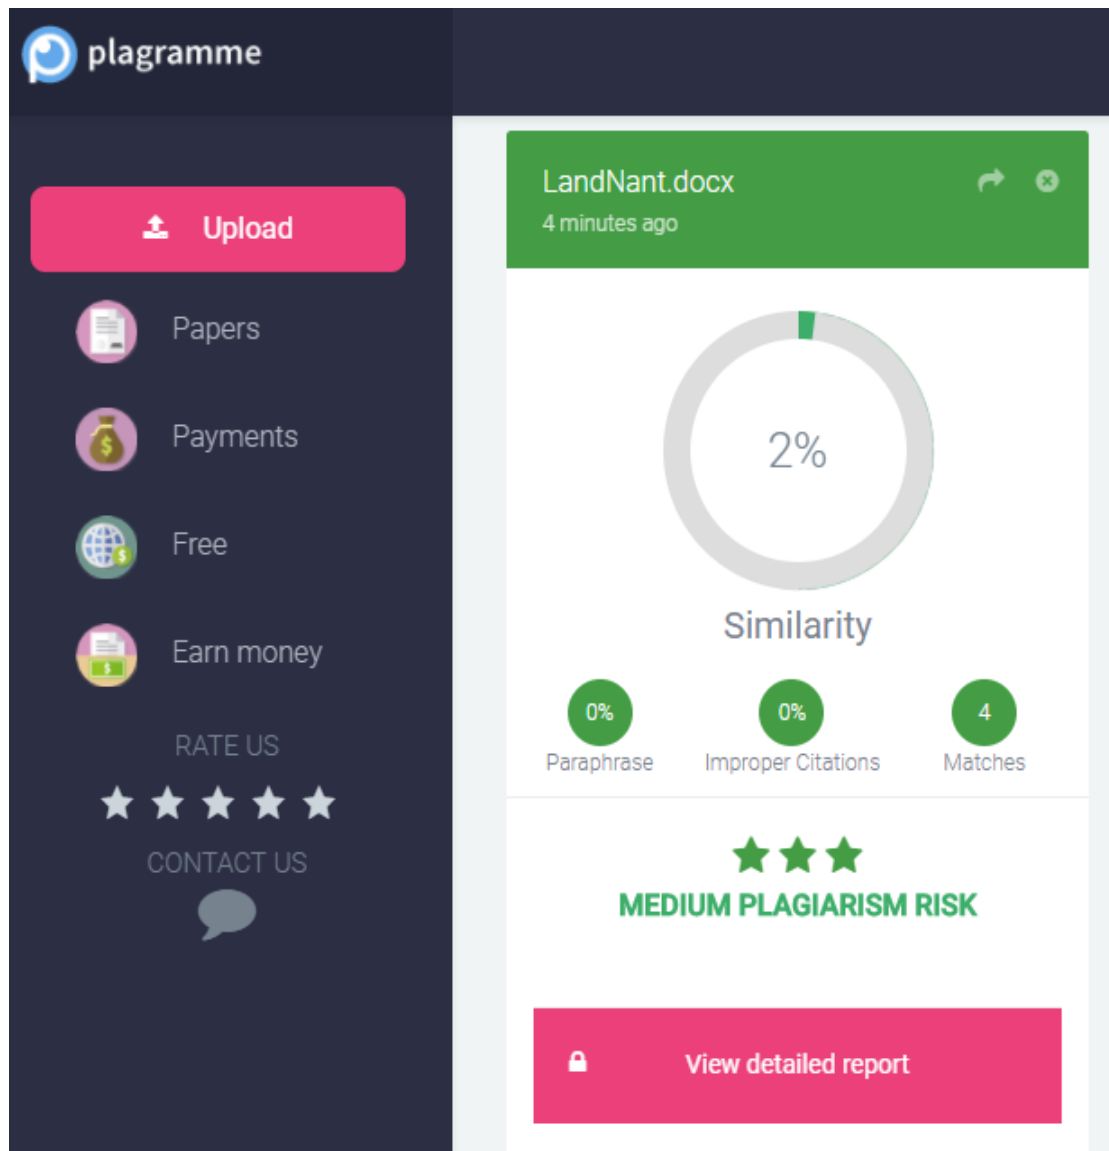 plagramme
Upload
Papers
Payments
Free
Earn money
RATE US
CONTACT US
LandNant.docx
4 minutes ago
2%
Similarity
0% 0% 4
Paraphrase Improper Citations Matches
MEDIUM PLAGIARISM RISK
View detailed report